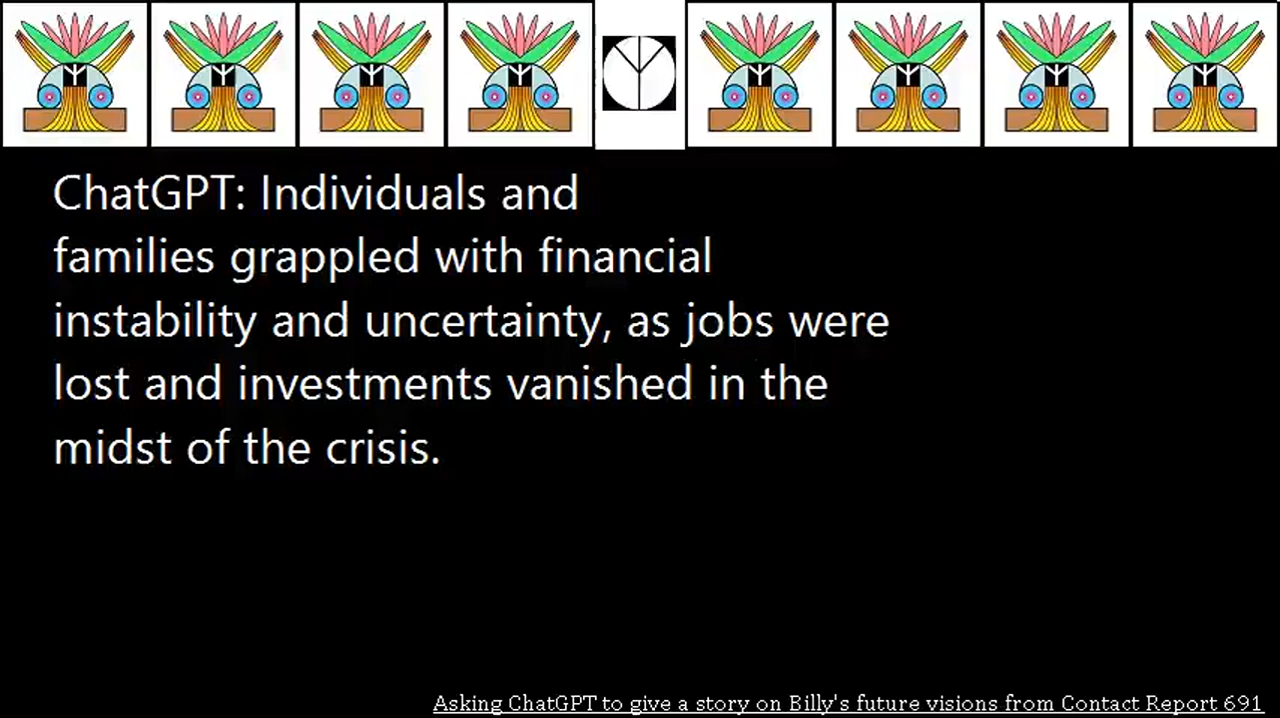 ChatGPT: Individuals and
families grappled with financial
instability and uncertainty, as jobs were
lost and investments vanished in the
midst of the crisis.
Asking ChatGPT to give a story on Billy's future visions from Contact Report 691